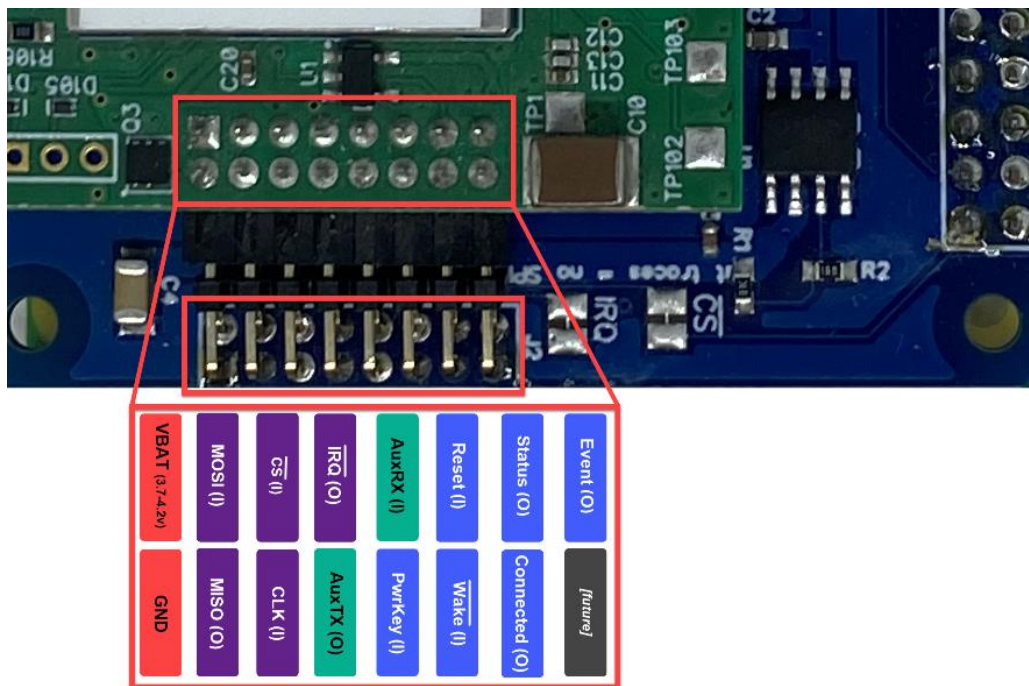 C2
R106
C20
U1
C12
C13
C11
TP103
D105
Q3
TP1
C10
TP102
R2
t traces
no
SPI
IRQ
CS
J2
VBAT (3.7-4.2v)
MOSI (I)
CS (I)
IRQ (O)
AuxRX (I)
Reset (I)
Status (O)
Event (O)
GND
MISO (O)
CLK (I)
AuxTX (O)
PwrKey (I)
Wake (I)
Connected (O)
[future]